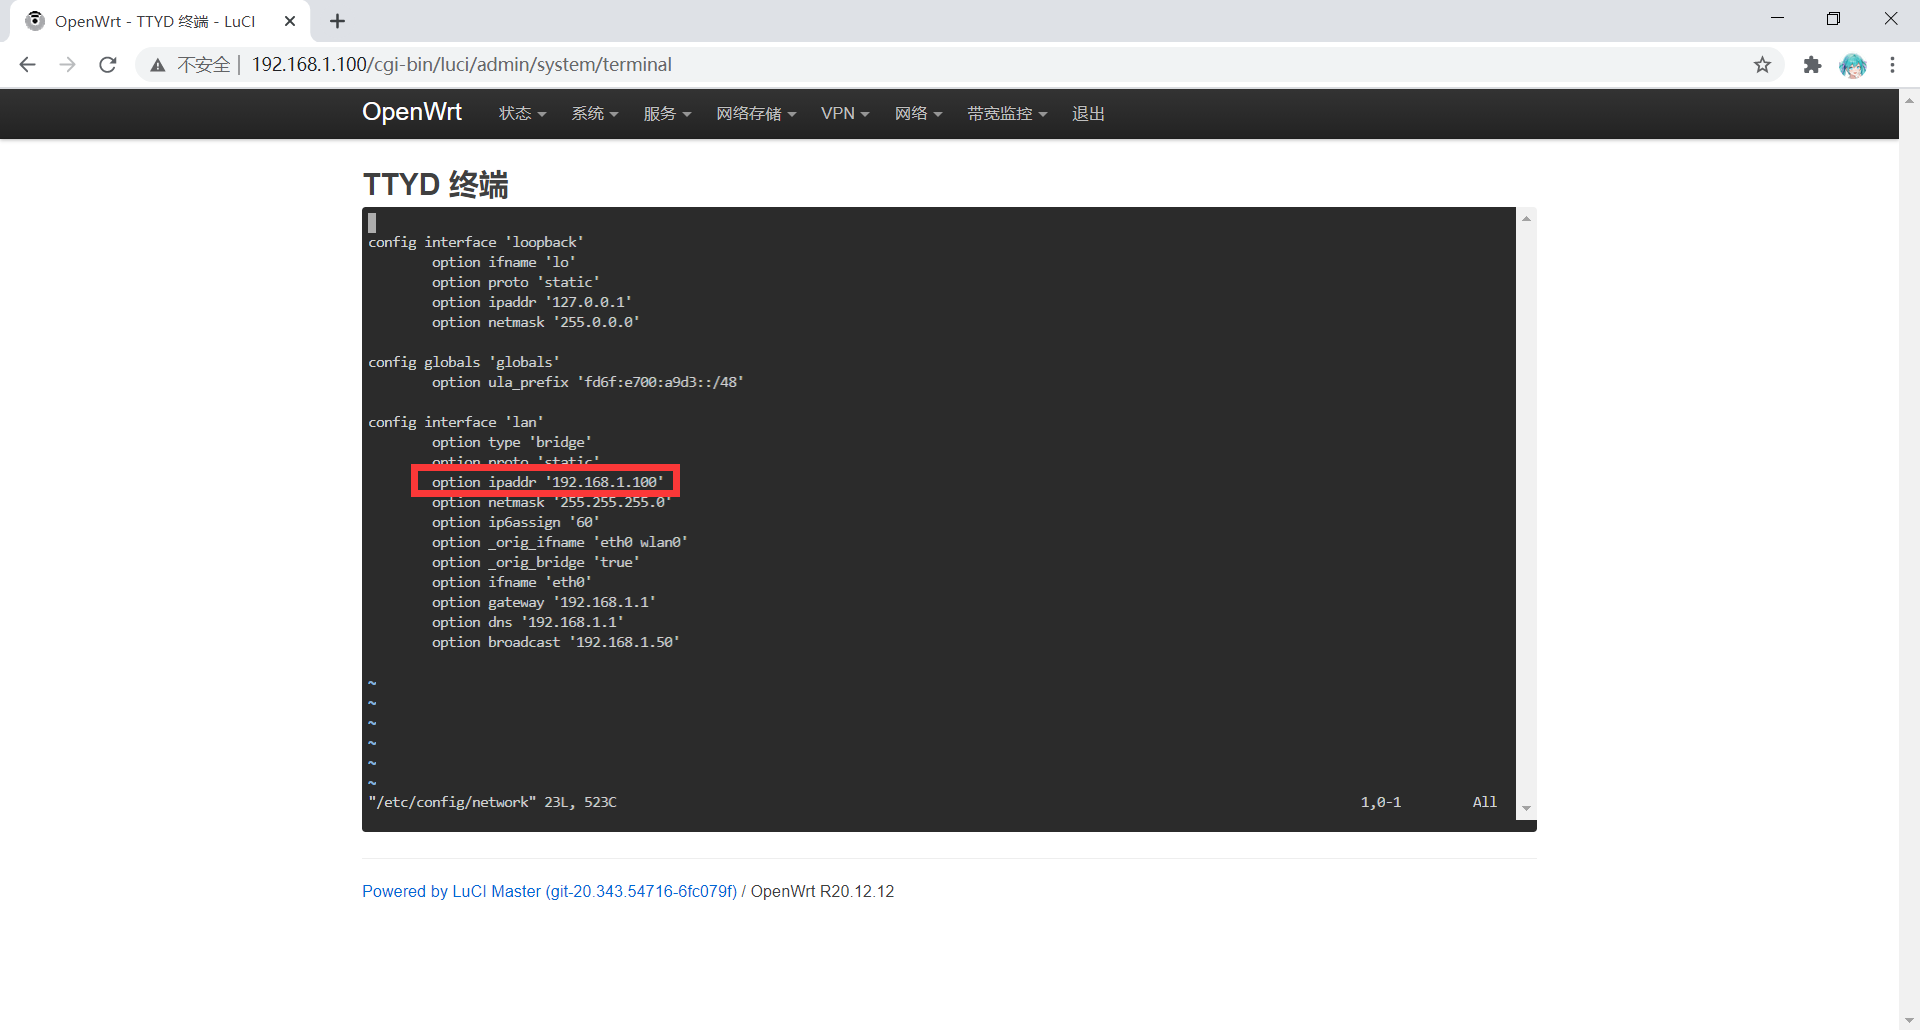 OpenWrt - TTYD 终端 - LuCI
不安全 | 192.168.1.100/cgi-bin/luci/admin/system/terminal
OpenWrt 状态 系统 服务 网络存储 VPN 网络 带宽监控 退出
TTYD 终端
config interface 'loopback'
option ifname 'lo'
option proto 'static'
option ipaddr '127.0.0.1'
option netmask '255.0.0.0'
config globals 'globals'
option ula_prefix 'fd6f:e700:a9d3::/48'
config interface 'lan'
option type 'bridge'
option proto 'static'
option ipaddr '192.168.1.100'
option netmask '255.255.255.0'
option ip6assign '60'
option _orig_ifname 'eth0 wlan0'
option _orig_bridge 'true'
option ifname 'eth0'
option gateway '192.168.1.1'
option dns '192.168.1.1'
option broadcast '192.168.1.50'
~
~
~
~
~
~
"/etc/config/network" 23L, 523C 1,0-1 All
Powered by LuCI Master (git-20.343.54716-6fc079f) / OpenWrt R20.12.12